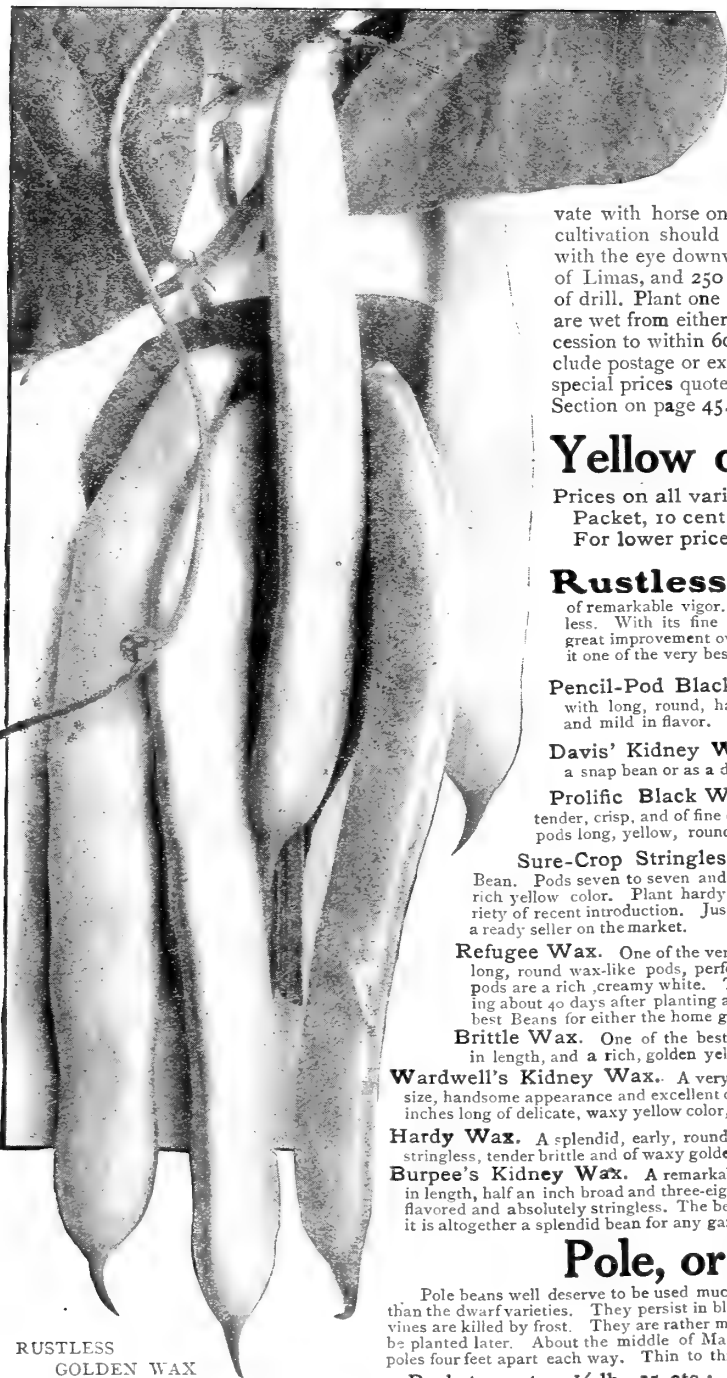 vate with horse on
cultivation should
with the eye downw
of Limas, and 250
of drill. Plant one
are wet from either
cession to within 60
clude postage or ex
special prices quote
Section on page 45.
Yellow o
Prices on all vari
Packet, 10 cent
For lower price
Rustless
of remarkable vigor.
less. With its fine
great improvement ov
it one of the very bes
Pencil-Pod Black
with long, round, ha
and mild in flavor.
Davis' Kidney W
a snap bean or as a d
Prolific Black W
tender, crisp, and of fine
pods long, yellow, round
Sure-Crop Stringles
Bean. Pods seven to seven and
rich yellow color. Plant hardy
riety of recent introduction. Jus
a ready seller on the market.
Refugee Wax. One of the ver
long, round wax-like pods, perfe
pods are a rich ,creamy white.
ing about 40 days after planting a
best Beans for either the home g
Brittle Wax. One of the best
in length, and a rich, golden yel
Wardwell's Kidney Wax. A very
size, handsome appearance and excellent
inches long of delicate, waxy yellow color,
Hardy Wax. A splendid, early, round
stringless, tender brittle and of waxy golde
Burpee's Kidney Wax. A remarka
in length, half an inch broad and three-eig
flavored and absolutely stringless. The be
it is altogether a splendid bean for any ga
Pole, or
Pole beans well deserve to be used muc
than the dwarf varieties. They persist in bl
vines are killed by frost. They are rather m
be planted later. About the middle of Ma
poles four feet apart each way. Thin to th
RUSTLESS
GOLDEN WAX